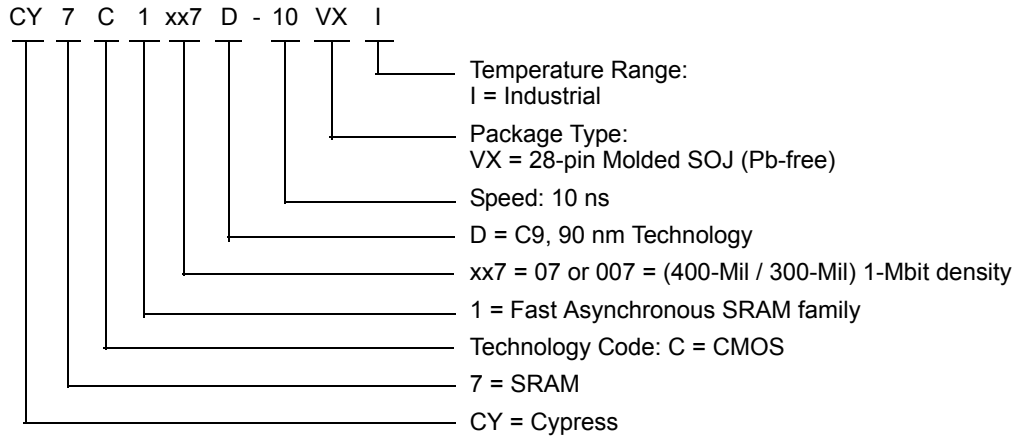 CY 7 C 1 xx7 D - 10 VX I
Temperature Range:
I = Industrial
Package Type:
VX = 28-pin Molded SOJ (Pb-free)
Speed: 10 ns
D = C9, 90 nm Technology
xx7 = 07 or 007 = (400-Mil / 300-Mil) 1-Mbit density
1 = Fast Asynchronous SRAM family
Technology Code: C = CMOS
7 = SRAM
CY = Cypress